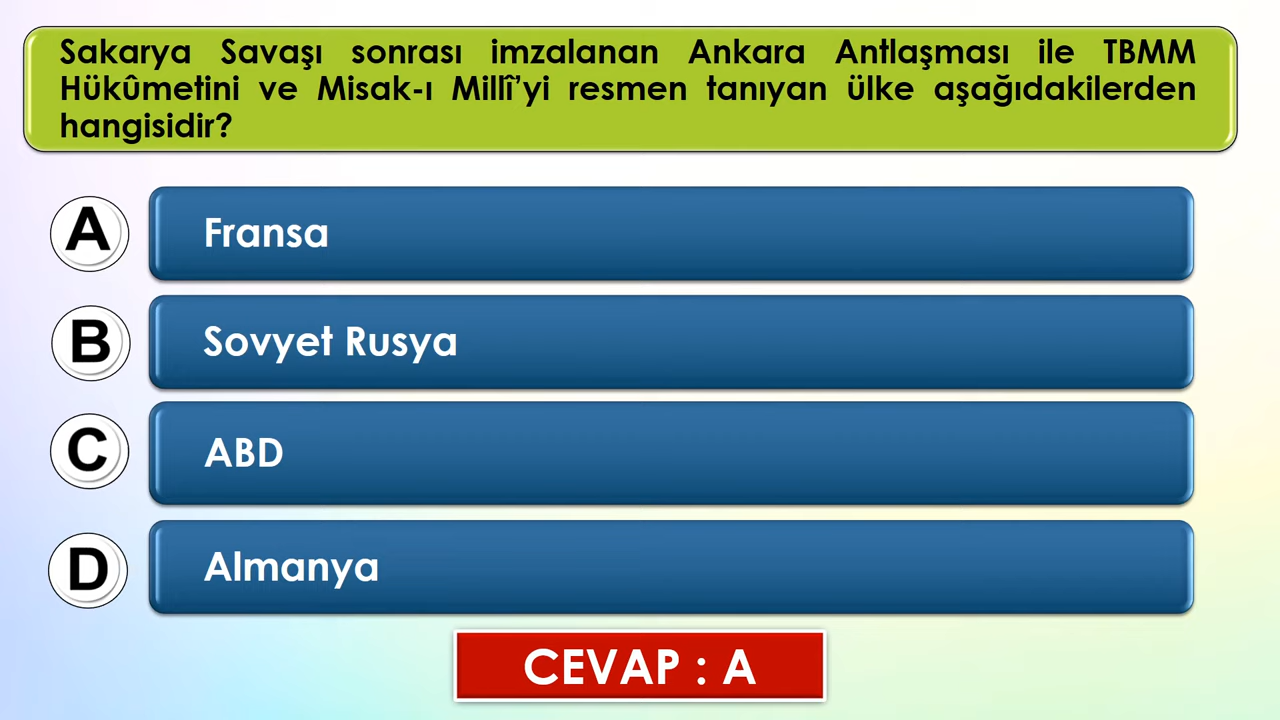 Sakarya Savaşı sonrası imzalanan Ankara Antlaşması ile TBMM
Hükûmetini ve Misak-ı Millî’yi resmen tanıyan ülke aşağıdakilerden
hangisidir?
A Fransa
B Sovyet Rusya
C ABD
D Almanya
CEVAP : A